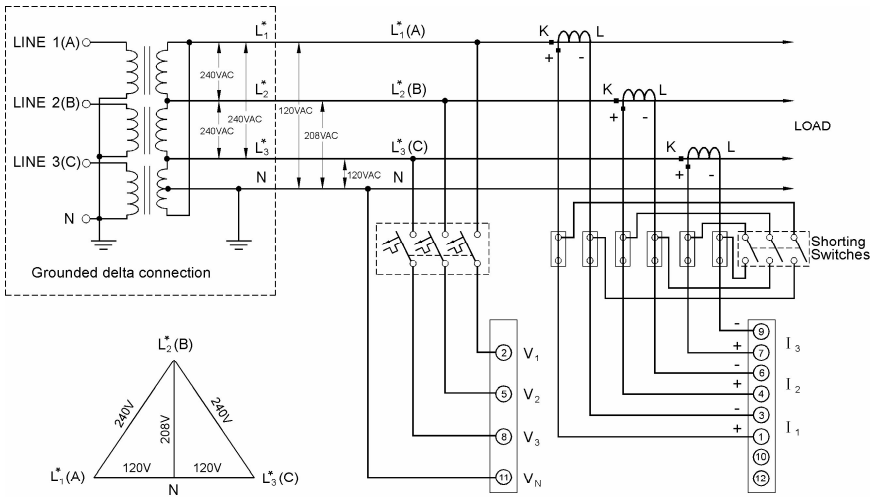 LINE 1(A)
LINE 2(B)
LINE 3(C)
N
L*1
L*2
L*3
N
240VAC
240VAC
240VAC
120VAC
208VAC
120VAC
L*1(A)
L*2(B)
L*3(C)
N
K L
+ -
K L
+ -
K L
+ -
LOAD
Shorting
Switches
Grounded delta connection
L*2(B)
240V
208V
240V
120V
120V
L*1(A)
N
L*3(C)
2 V1
5 V2
8 V3
11 VN
- 9
I3
+ 7
- 6
I2
+ 4
- 3
I1
+ 1
10
12